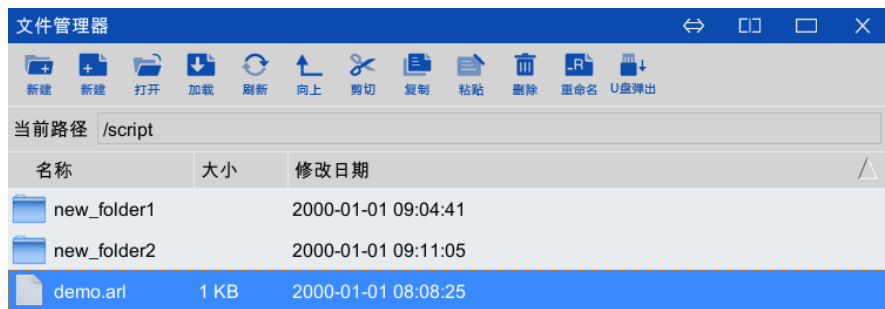 文件管理器
新建 新建 打开 加载 刷新 向上 剪切 复制 粘贴 删除 重命名 U盘弹出
当前路径 /script
名称 大小 修改日期
new_folder1 2000-01-01 09:04:41
new_folder2 2000-01-01 09:11:05
demo.arl 1 KB 2000-01-01 08:08:25